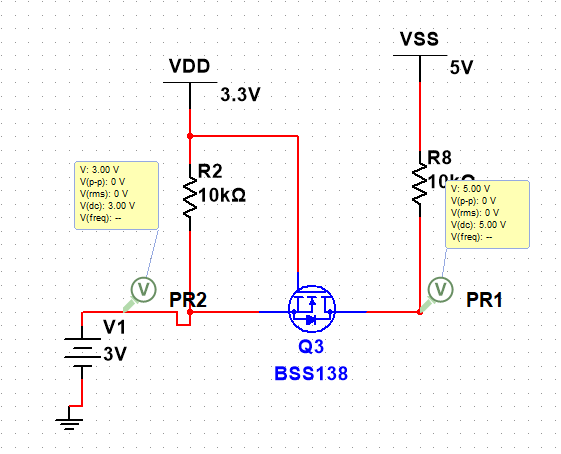 VSS
5V
VDD
3.3V
R2
10kΩ
R8
10kΩ
V: 3.00 V
V(p-p): 0 V
V(rms): 0 V
V(dc): 3.00 V
V(freq): --
V: 5.00 V
V(p-p): 0 V
V(rms): 0 V
V(dc): 5.00 V
V(freq): --
V
PR2
V
PR1
V1
3V
Q3
BSS138